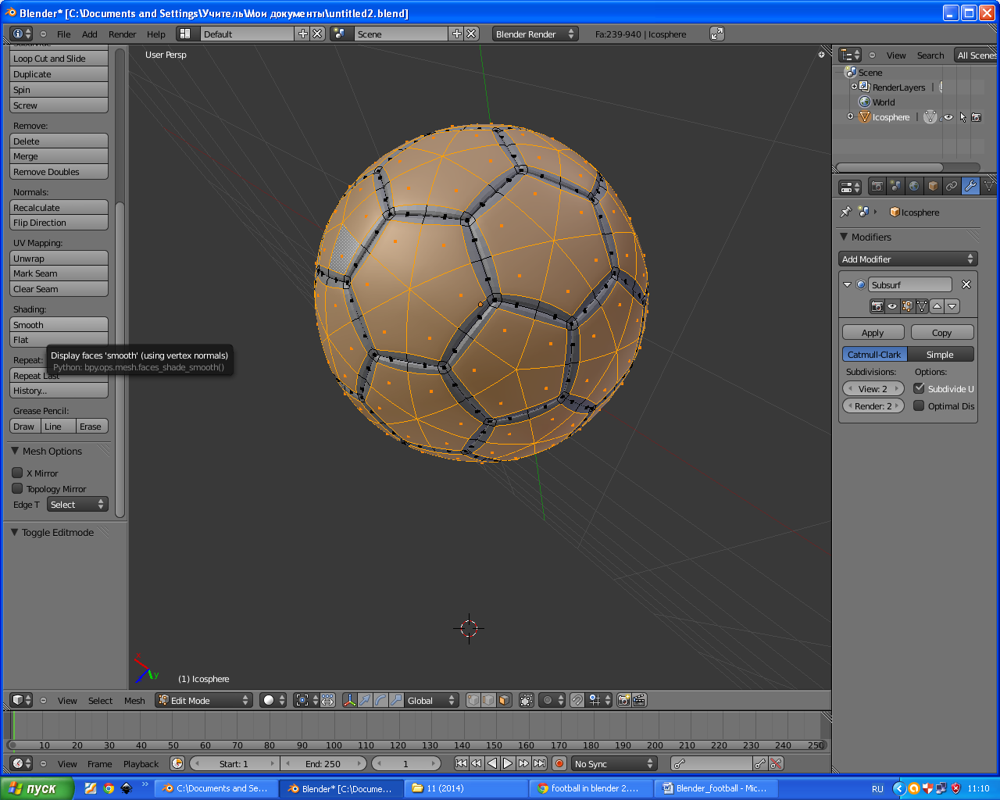 Blender* [C:\Documents and Settings\Учитель\Мои документы\untitled2.blend]
File Add Render Help Default Scene Blender Render Fa:239-940 | Icosphere
Subdivide
Loop Cut and Slide
Duplicate
Spin
Screw
Remove:
Delete
Merge
Remove Doubles
Normals:
Recalculate
Flip Direction
UV Mapping:
Unwrap
Mark Seam
Clear Seam
Shading:
Smooth
Flat
Display faces 'smooth' (using vertex normals)
Python: bpy.ops.mesh.faces_shade_smooth()
Repeat:
Repeat Last
History...
Grease Pencil:
Draw Line Erase
Mesh Options
X Mirror
Topology Mirror
Edge T Select
Toggle Editmode
User Persp
x
y
(1) Icosphere
View Search All Scenes
Scene
RenderLayers |
World
Icosphere |
Icosphere
Modifiers
Add Modifier
Subsurf
Apply Copy
Catmull-Clark Simple
Subdivisions: Options:
View: 2 Subdivide U
Render: 2 Optimal Dis
View Select Mesh Edit Mode Global
10 20 30 40 50 60 70 80 90 100 110 120 130 140 150 160 170 180 190 200 210 220 230 240 250
View Frame Playback Start: 1 End: 250 1 No Sync
пуск C:\Documents and Se... Blender* [C:\Docume... 11 (2014) football in blender 2.... Blender_football - Mic... RU 11:10